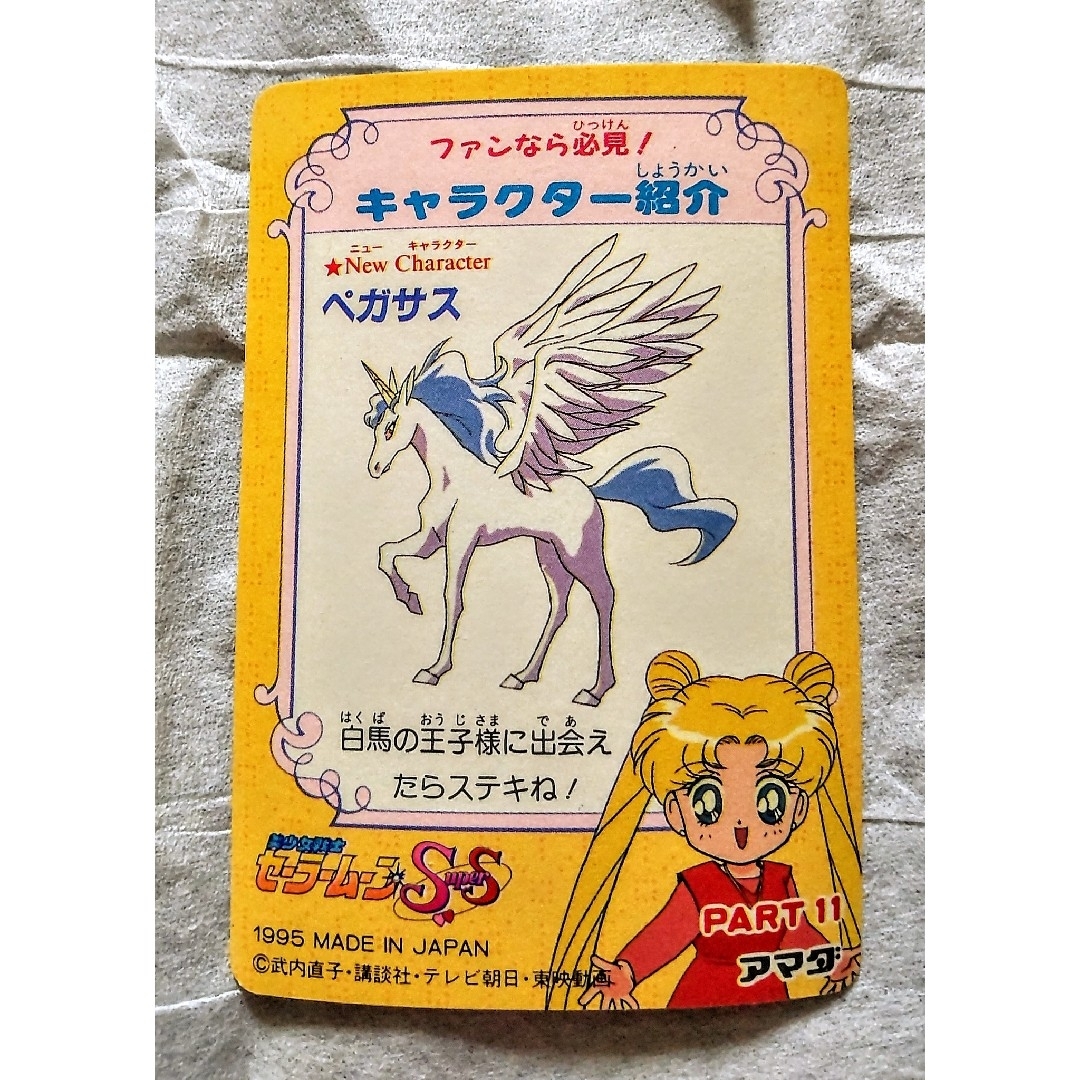 ひっけん
ファンなら必見！
しょうかい
キャラクター紹介
ニュー キャラクター
★New Character
ペガサス
はくば おうじさま であ
白馬の王子様に出会え
たらステキね！
美少女戦士
セーラームーン SuperS
PART 11
1995 MADE IN JAPAN
アマダ
©武内直子・講談社・テレビ朝日・東映動画